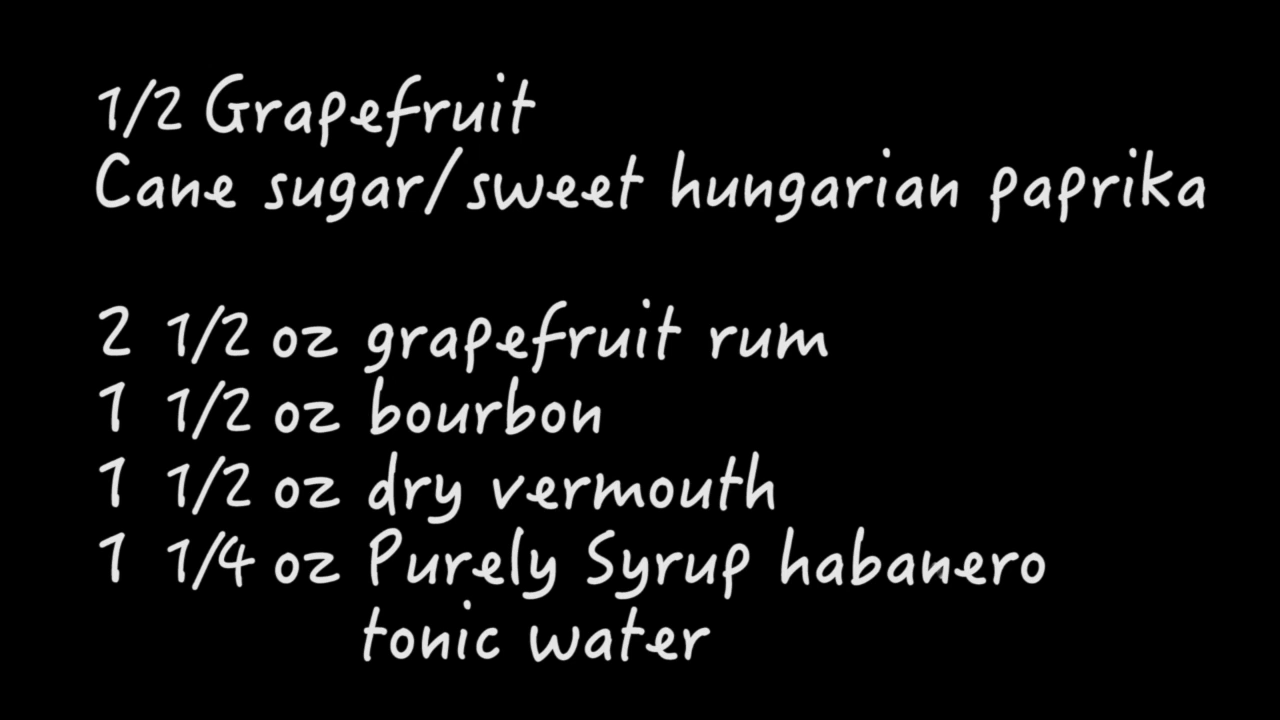 1/2 Grapefruit
Cane sugar/sweet hungarian paprika
2 1/2 oz grapefruit rum
1 1/2 oz bourbon
1 1/2 oz dry vermouth
1 1/4 oz Purely Syrup habanero
tonic water